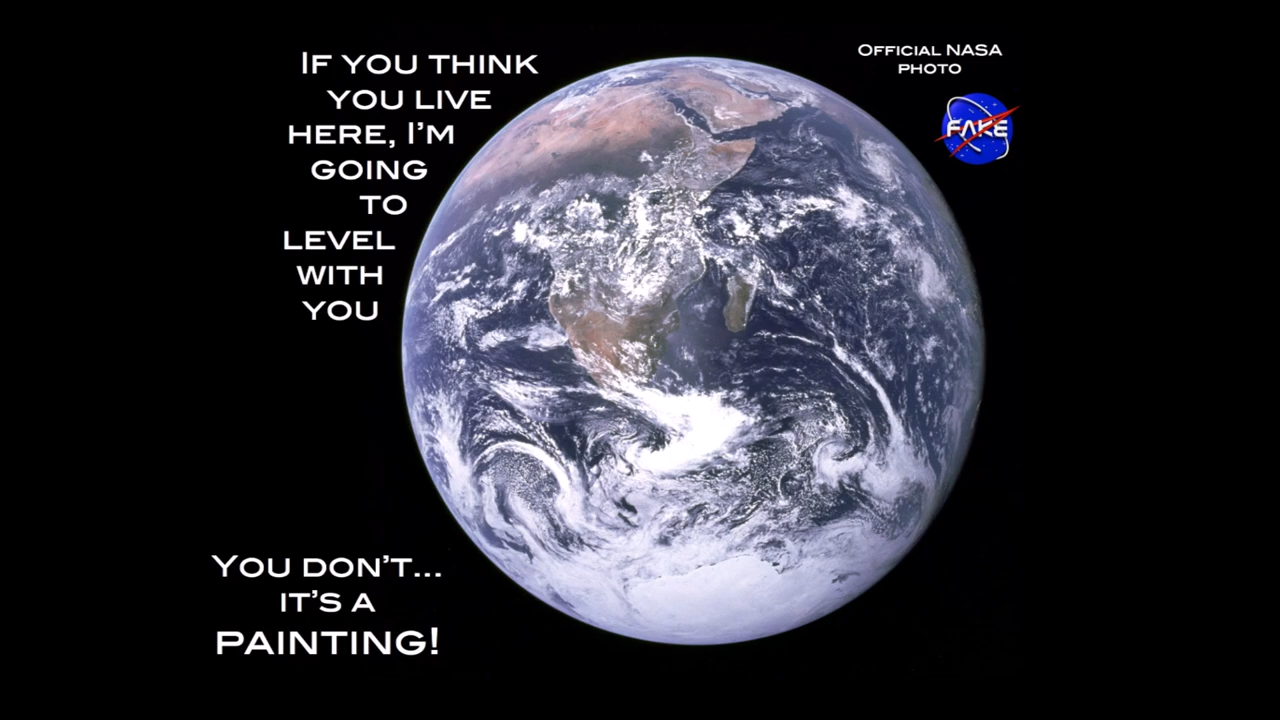 If you think
you live
here, I'm
going
to
level
with
you
Official NASA
photo
FAKE
You don't...
it's a
painting!